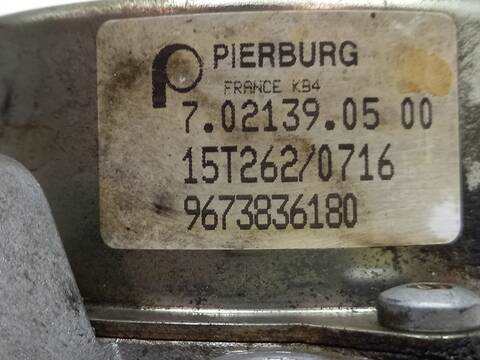 PIERBURG
FRANCE KB4
7.02139.05 00
15T262/0716
9673836180